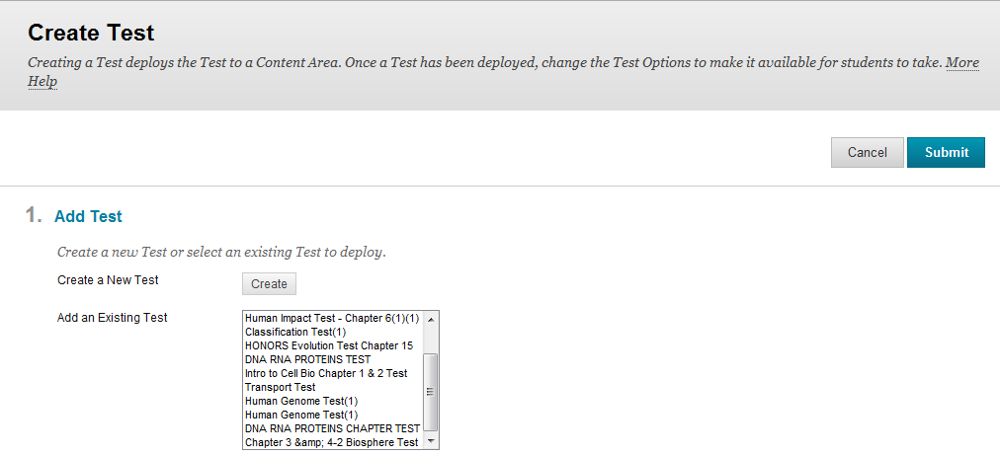 Create Test
Creating a Test deploys the Test to a Content Area. Once a Test has been deployed, change the Test Options to make it available for students to take. More
Help
Cancel
Submit
1. Add Test
Create a new Test or select an existing Test to deploy.
Create a New Test
Create
Add an Existing Test
Human Impact Test - Chapter 6(1)(1)
Classification Test(1)
HONORS Evolution Test Chapter 15
DNA RNA PROTEINS TEST
Intro to Cell Bio Chapter 1 & 2 Test
Transport Test
Human Genome Test(1)
Human Genome Test(1)
DNA RNA PROTEINS CHAPTER TEST
Chapter 3 &amp; 4-2 Biosphere Test